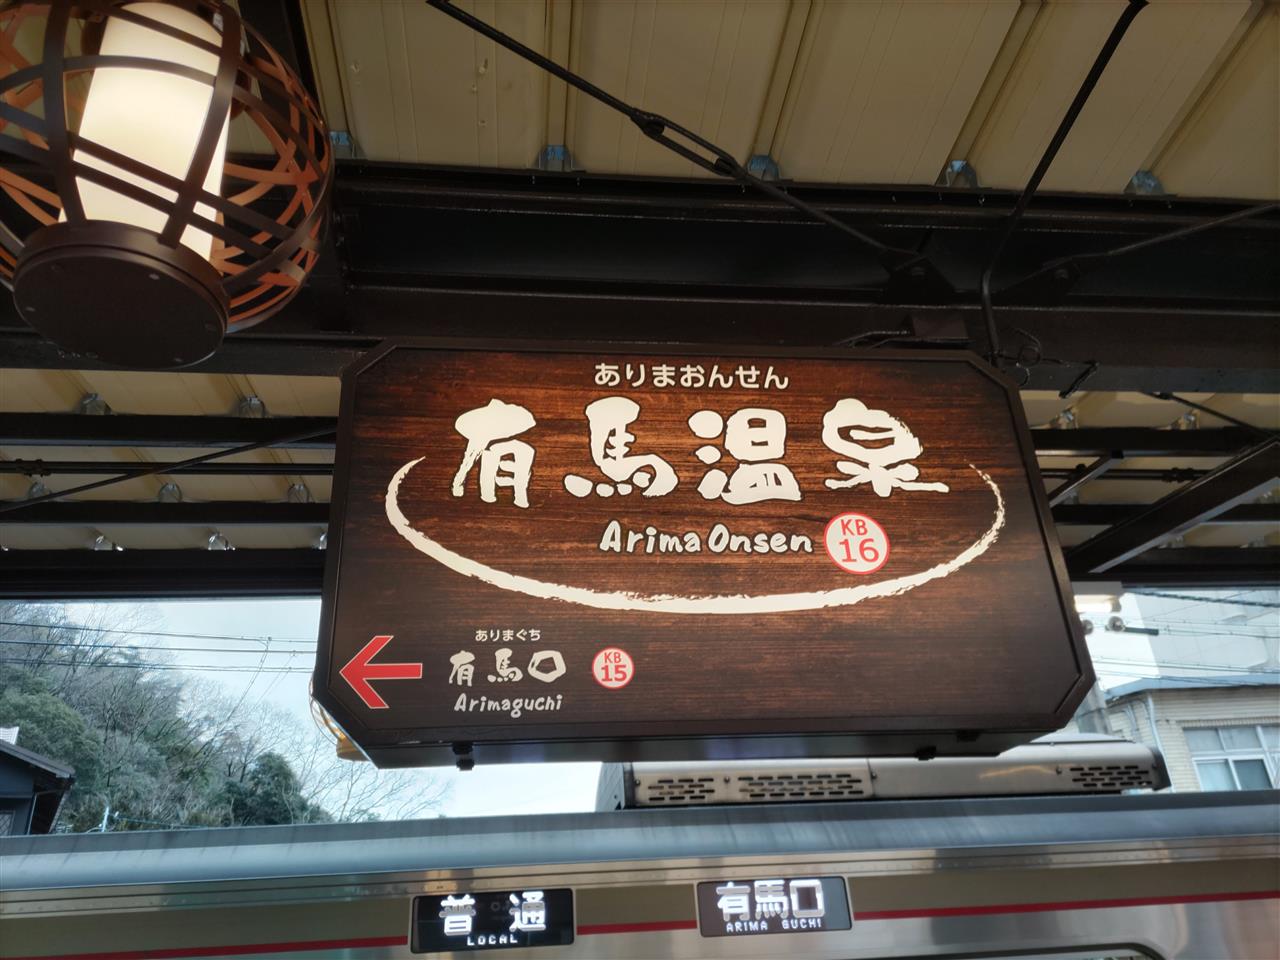 ありまおんせん
有馬温泉
Arima Onsen
KB
16
ありまぐち
有馬口
Arimaguchi
KB
15
普通
LOCAL
有馬口
ARIMA GUCHI